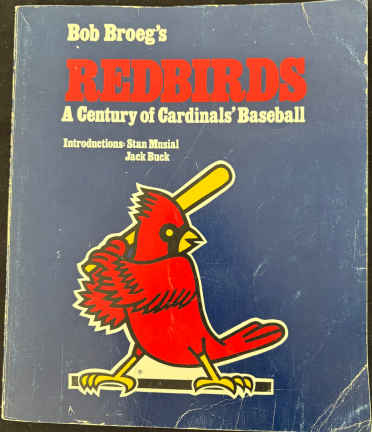 Bob Broeg's
REDBIRDS
A Century of Cardinals' Baseball
Introductions: Stan Musial
Jack Buck